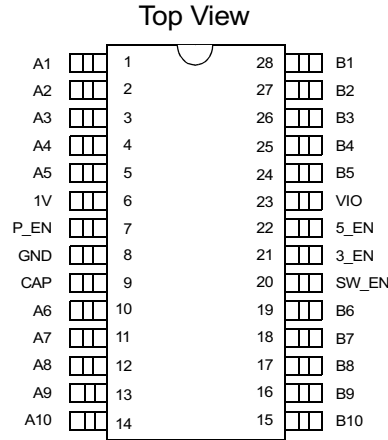 Top View
A1 1 28 B1
A2 2 27 B2
A3 3 26 B3
A4 4 25 B4
A5 5 24 B5
1V 6 23 VIO
P_EN 7 22 5_EN
GND 8 21 3_EN
CAP 9 20 SW_EN
A6 10 19 B6
A7 11 18 B7
A8 12 17 B8
A9 13 16 B9
A10 14 15 B10